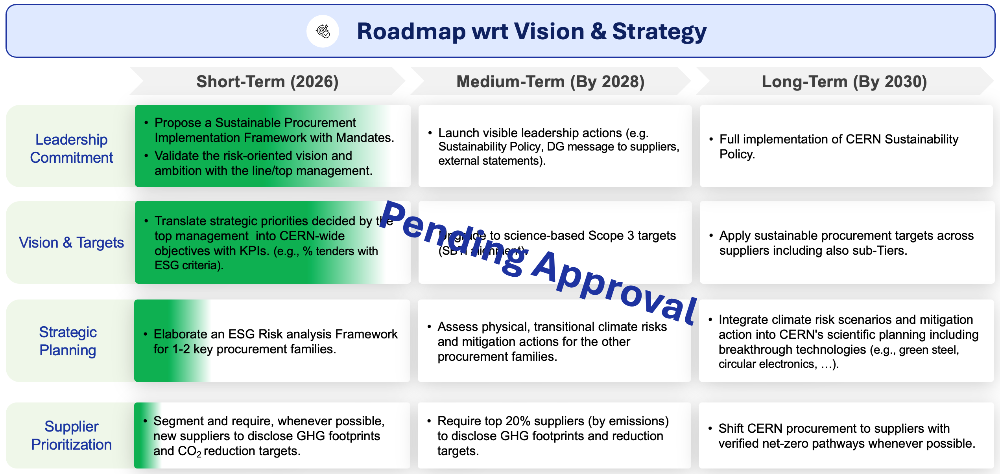 Roadmap wrt Vision & Strategy
Short-Term (2026)
Medium-Term (By 2028)
Long-Term (By 2030)
Leadership
Commitment
• Propose a Sustainable Procurement
Implementation Framework with Mandates.
• Validate the risk-oriented vision and
ambition with the line/top management.
• Launch visible leadership actions (e.g.
Sustainability Policy, DG message to suppliers,
external statements).
• Full implementation of CERN Sustainability
Policy.
Vision & Targets
• Translate strategic priorities decided by the
top management  into CERN-wide
objectives with KPIs. (e.g., % tenders with
ESG criteria).
Upgrade to science-based Scope 3 targets
(SBTi alignment).
• Apply sustainable procurement targets across
suppliers including also sub-Tiers.
Pending Approval
Strategic
Planning
• Elaborate an ESG Risk analysis Framework
for 1-2 key procurement families.
• Assess physical, transitional climate risks
and mitigation actions for the other
procurement families.
• Integrate climate risk scenarios and mitigation
action into CERN's scientific planning including
breakthrough technologies (e.g., green steel,
circular electronics, …).
Supplier
Prioritization
• Segment and require, whenever possible,
new suppliers to disclose GHG footprints
and CO₂ reduction targets.
• Require top 20% suppliers (by emissions)
to disclose GHG footprints and reduction
targets.
• Shift CERN procurement to suppliers with
verified net-zero pathways whenever possible.